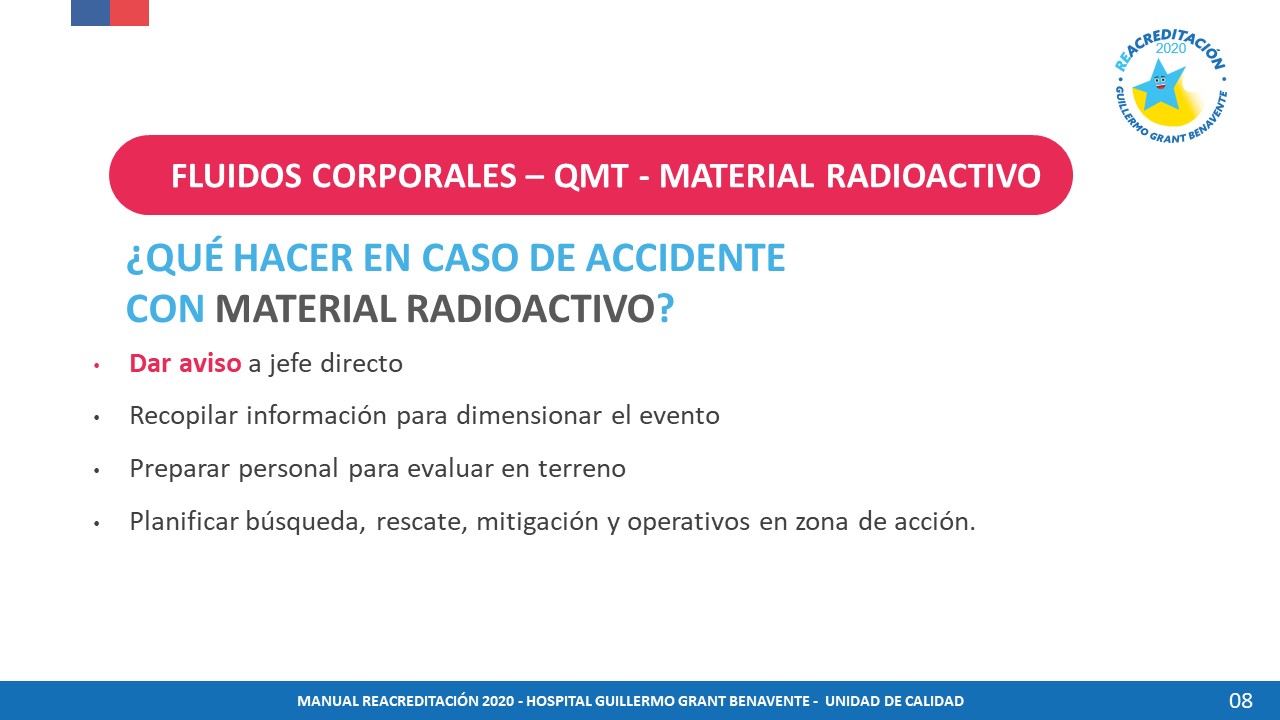 REACREDITACIÓN
2020
GUILLERMO GRANT BENAVENTE
FLUIDOS CORPORALES – QMT - MATERIAL RADIOACTIVO
¿QUÉ HACER EN CASO DE ACCIDENTE
CON MATERIAL RADIOACTIVO?
• Dar aviso a jefe directo
• Recopilar información para dimensionar el evento
• Preparar personal para evaluar en terreno
• Planificar búsqueda, rescate, mitigación y operativos en zona de acción.
MANUAL REACREDITACIÓN 2020 - HOSPITAL GUILLERMO GRANT BENAVENTE - UNIDAD DE CALIDAD
08